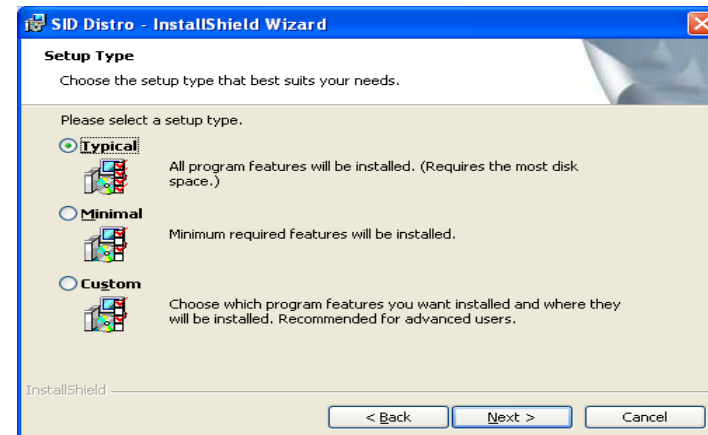 SID Distro - InstallShield Wizard
Setup Type
Choose the setup type that best suits your needs.
Please select a setup type.
Typical
All program features will be installed. (Requires the most disk
space.)
Minimal
Minimum required features will be installed.
Custom
Choose which program features you want installed and where they
will be installed. Recommended for advanced users.
InstallShield
< Back Next > Cancel